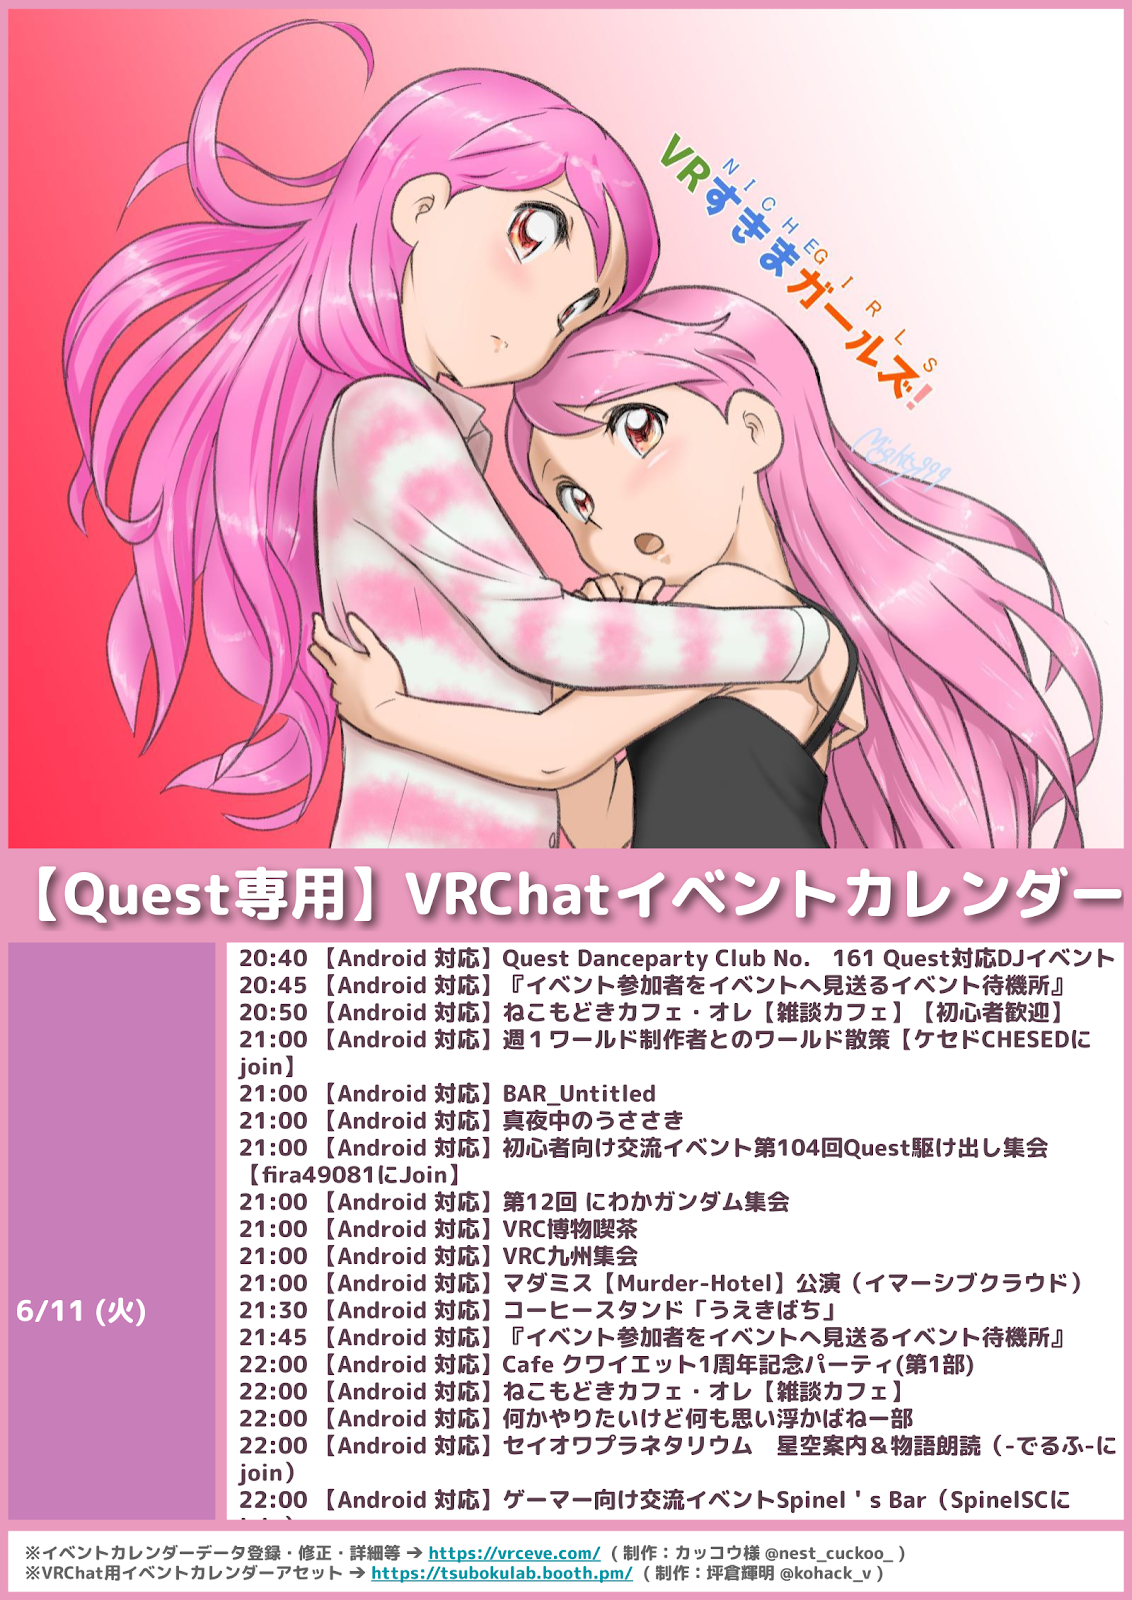 VRすきまガールズ!
NICHEGIRLS
Mighty999
【Quest専用】VRChatイベントカレンダー
6/11 (火)
20:40 【Android 対応】Quest Danceparty Club No. 161 Quest対応DJイベント
20:45 【Android 対応】『イベント参加者をイベントへ見送るイベント待機所』
20:50 【Android 対応】ねこもどきカフェ・オレ【雑談カフェ】【初心者歓迎】
21:00 【Android 対応】週１ワールド制作者とのワールド散策【ケセドCHESEDに
join】
21:00 【Android 対応】BAR_Untitled
21:00 【Android 対応】真夜中のうささき
21:00 【Android 対応】初心者向け交流イベント第104回Quest駆け出し集会
【fira49081にJoin】
21:00 【Android 対応】第12回 にわかガンダム集会
21:00 【Android 対応】VRC博物喫茶
21:00 【Android 対応】VRC九州集会
21:00 【Android 対応】マダミス【Murder-Hotel】公演（イマーシブクラウド）
21:30 【Android 対応】コーヒースタンド「うえきばち」
21:45 【Android 対応】『イベント参加者をイベントへ見送るイベント待機所』
22:00 【Android 対応】Cafe クワイエット1周年記念パーティ(第1部)
22:00 【Android 対応】ねこもどきカフェ・オレ【雑談カフェ】
22:00 【Android 対応】何かやりたいけど何も思い浮かばねー部
22:00 【Android 対応】セイオワプラネタリウム　星空案内＆物語朗読（-でるふ-に
join）
22:00 【Android 対応】ゲーマー向け交流イベントSpinel＇s Bar（SpinelSCに
※イベントカレンダーデータ登録・修正・詳細等 → https://vrceve.com/ ( 制作：カッコウ様 @nest_cuckoo_ )
※VRChat用イベントカレンダーアセット → https://tsubokulab.booth.pm/ ( 制作：坪倉輝明 @kohack_v )